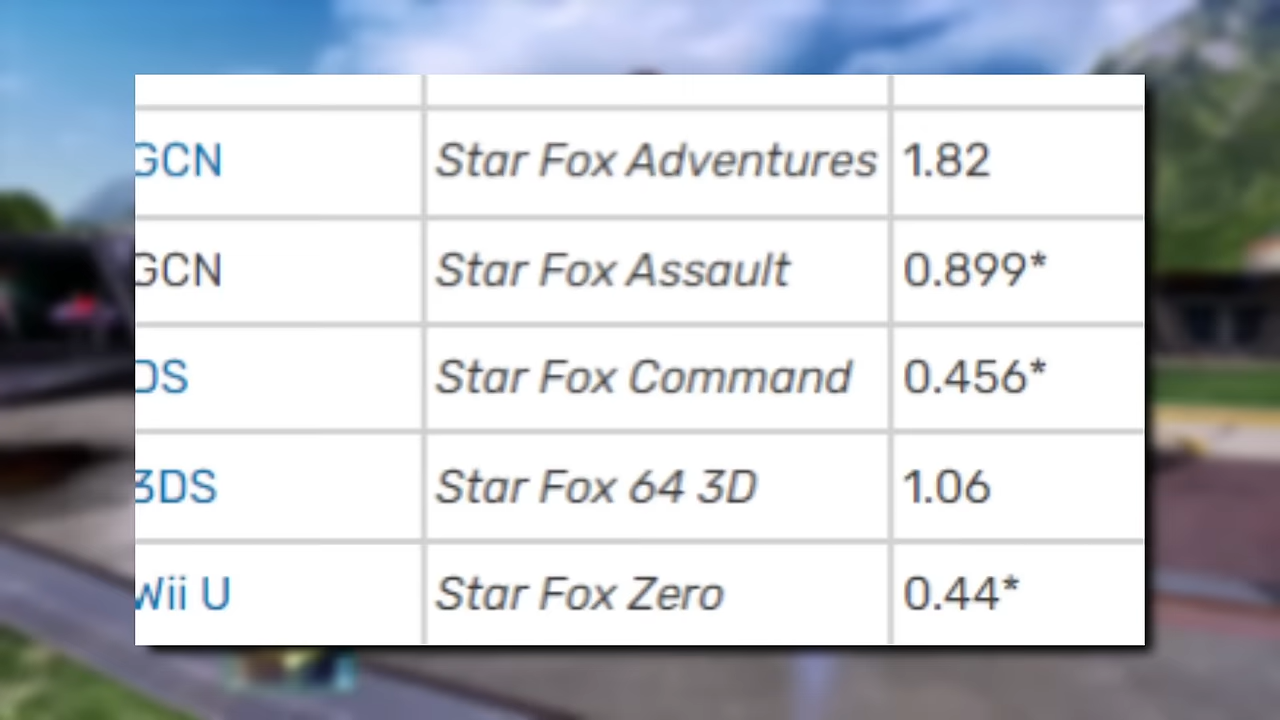 GCN Star Fox Adventures 1.82
GCN Star Fox Assault 0.899*
DS Star Fox Command 0.456*
3DS Star Fox 64 3D 1.06
Wii U Star Fox Zero 0.44*